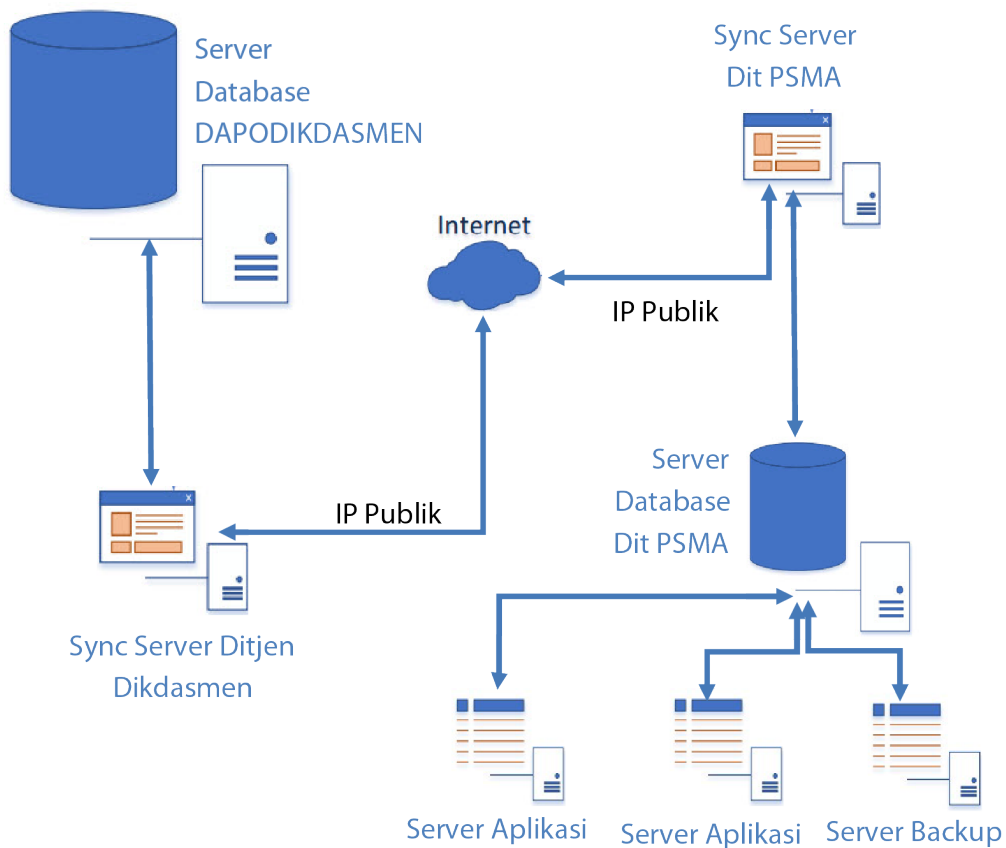 Server
Database
DAPODIKDASMEN
Sync Server
Dit PSMA
Internet
IP Publik
IP Publik
Server
Database
Dit PSMA
Sync Server Ditjen
Dikdasmen
Server Aplikasi
Server Aplikasi
Server Backup